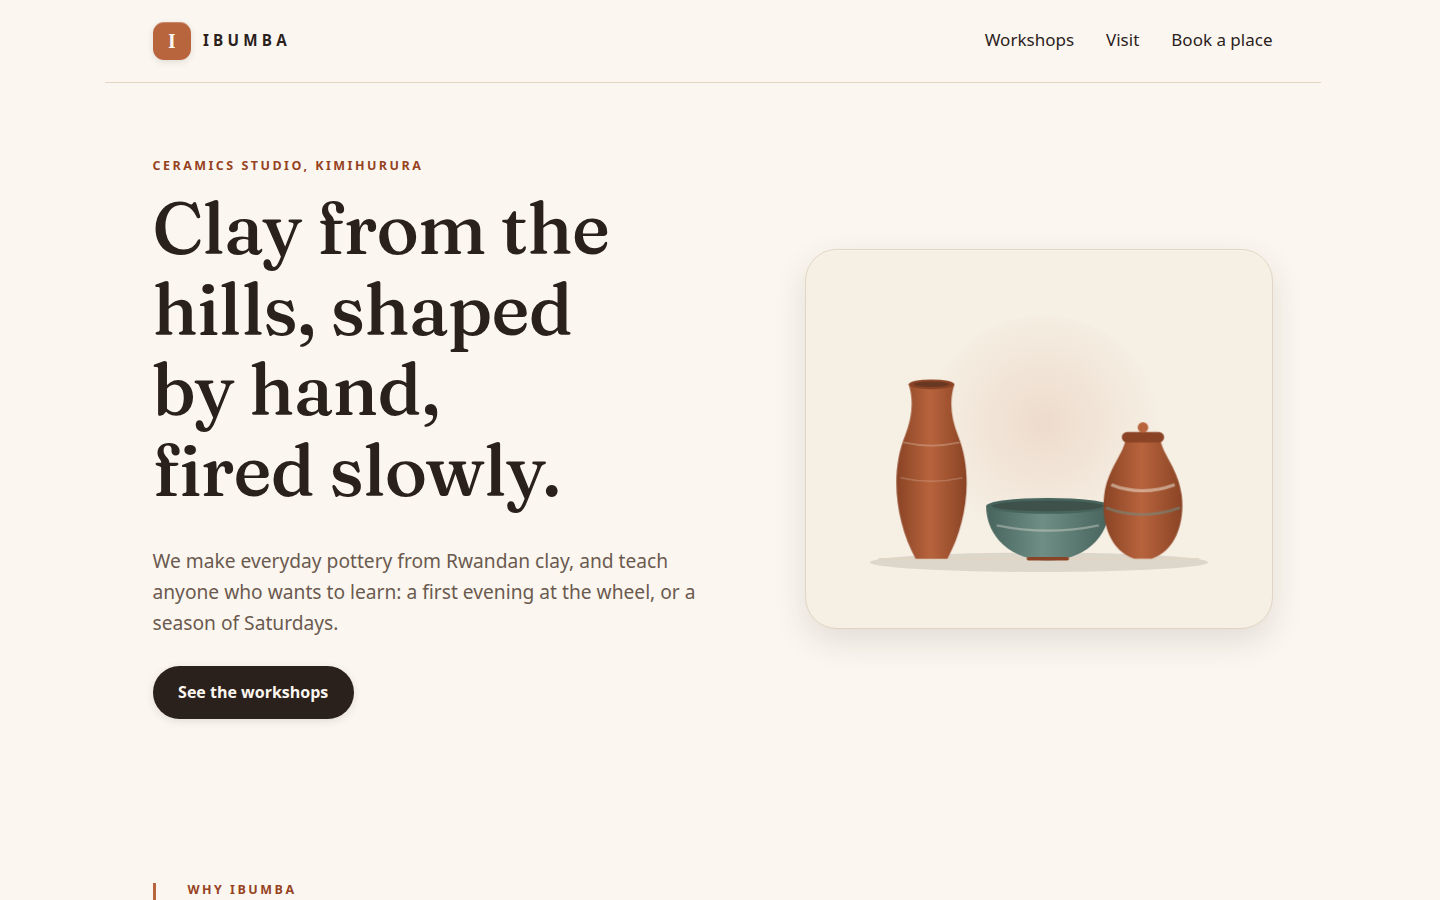 I IBUMBA
Workshops Visit Book a place
CERAMICS STUDIO, KIMIHURURA
Clay from the
hills, shaped
by hand,
fired slowly.
We make everyday pottery from Rwandan clay, and teach
anyone who wants to learn: a first evening at the wheel, or a
season of Saturdays.
See the workshops
WHY IBUMBA